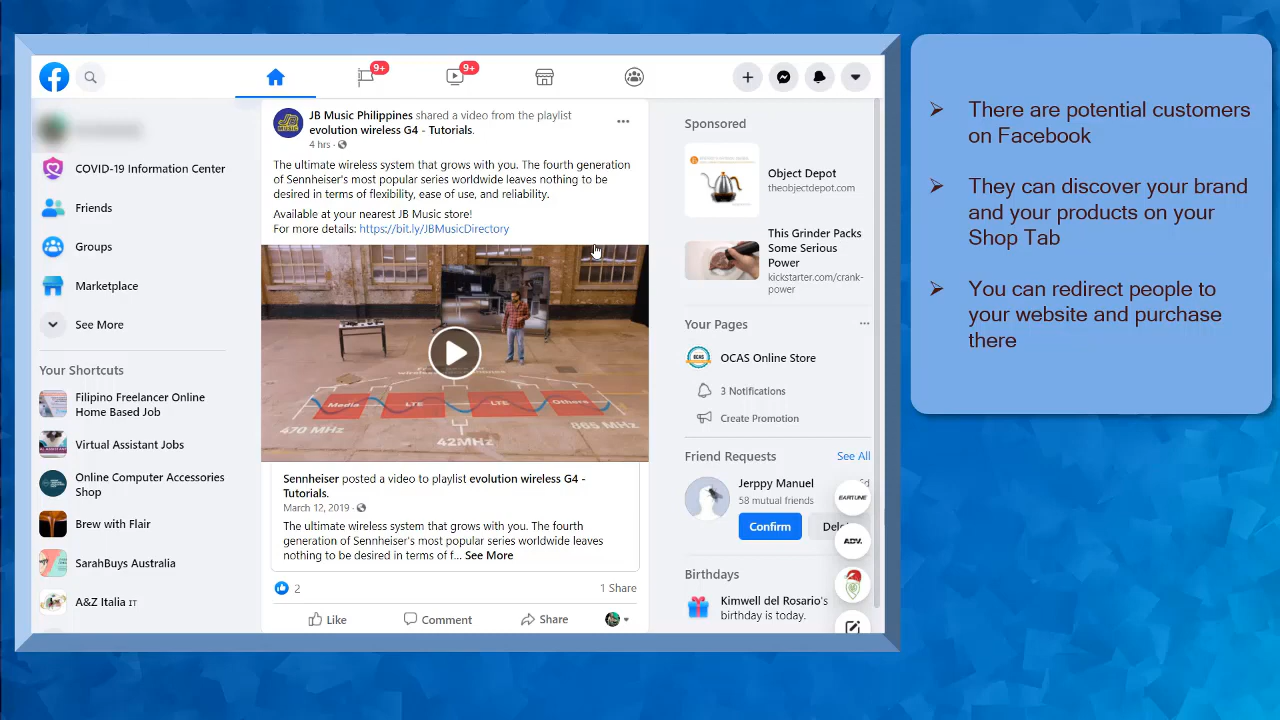 9+
9+
COVID-19 Information Center
Friends
Groups
Marketplace
See More
Your Shortcuts
Filipino Freelancer Online
Home Based Job
Virtual Assistant Jobs
Online Computer Accessories
Shop
Brew with Flair
SarahBuys Australia
A&Z Italia IT
JB Music Philippines shared a video from the playlist
evolution wireless G4 - Tutorials.
4 hrs ·
The ultimate wireless system that grows with you. The fourth generation
of Sennheiser's most popular series worldwide leaves nothing to be
desired in terms of flexibility, ease of use, and reliability.
Available at your nearest JB Music store!
For more details: https://bit.ly/JBMusicDirectory
Media
LTE
LTE
Others
470 MHz
42MHz
865 MHz
Sennheiser posted a video to playlist evolution wireless G4 -
Tutorials.
March 12, 2019 ·
The ultimate wireless system that grows with you. The fourth
generation of Sennheiser's most popular series worldwide leaves
nothing to be desired in terms of f... See More
2
1 Share
Like
Comment
Share
Sponsored
Object Depot
theobjectdepot.com
This Grinder Packs
Some Serious
Power
kickstarter.com/crank-
power
Your Pages
OCAS Online Store
3 Notifications
Create Promotion
Friend Requests
See All
Jerppy Manuel
58 mutual friends
Confirm
EARTUNE
ADV.
Birthdays
Kimwell del Rosario's
birthday is today.
There are potential customers
on Facebook
They can discover your brand
and your products on your
Shop Tab
You can redirect people to
your website and purchase
there